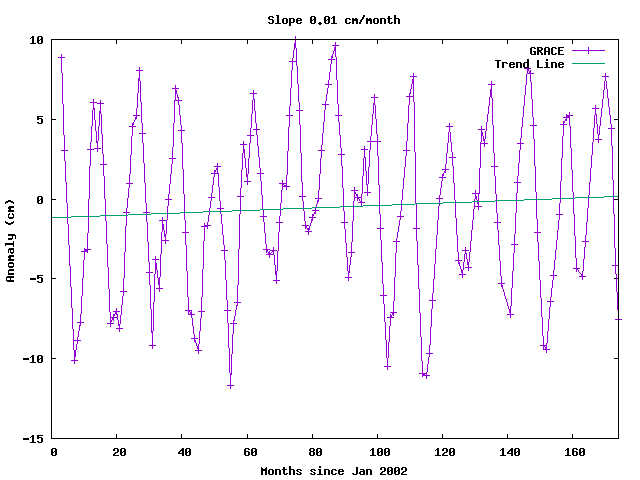 Slope 0.01 cm/month
GRACE
Trend Line
10
5
0
-5
-10
-15
Anomaly (cm)
0 20 40 60 80 100 120 140 160
Months since Jan 2002